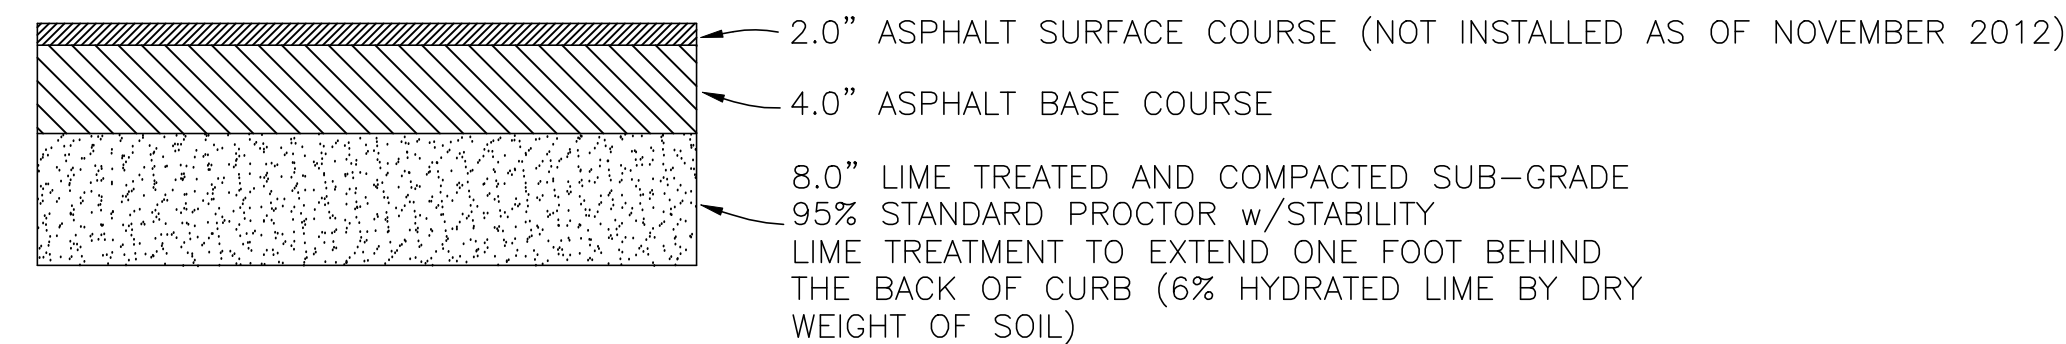 2.0" ASPHALT SURFACE COURSE (NOT INSTALLED AS OF NOVEMBER 2012)
4.0" ASPHALT BASE COURSE
8.0" LIME TREATED AND COMPACTED SUB-GRADE
95% STANDARD PROCTOR w/STABILITY
LIME TREATMENT TO EXTEND ONE FOOT BEHIND
THE BACK OF CURB (6% HYDRATED LIME BY DRY
WEIGHT OF SOIL)